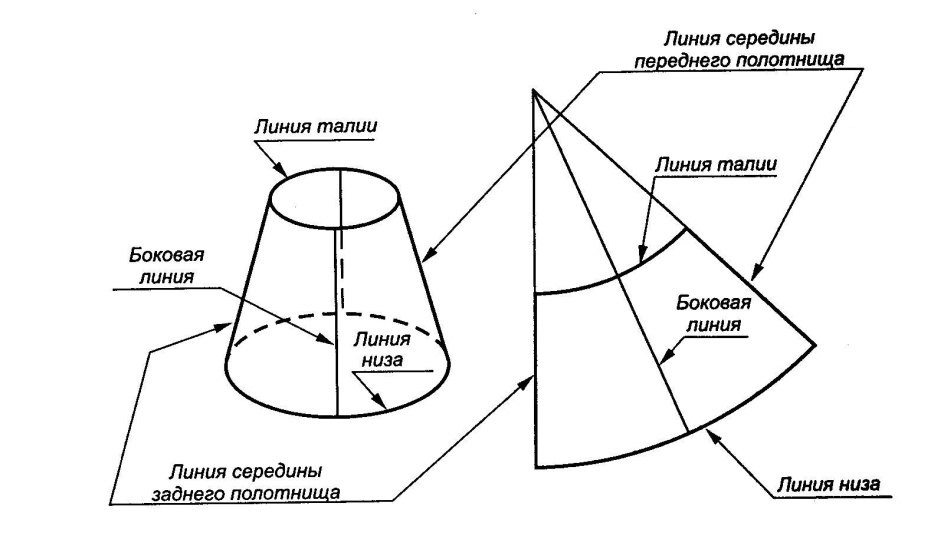 Линия середины
переднего полотнища
Линия талии
Линия талии
Боковая
линия
Боковая
линия
Линия
низа
Линия середины
заднего полотнища
Линия низа